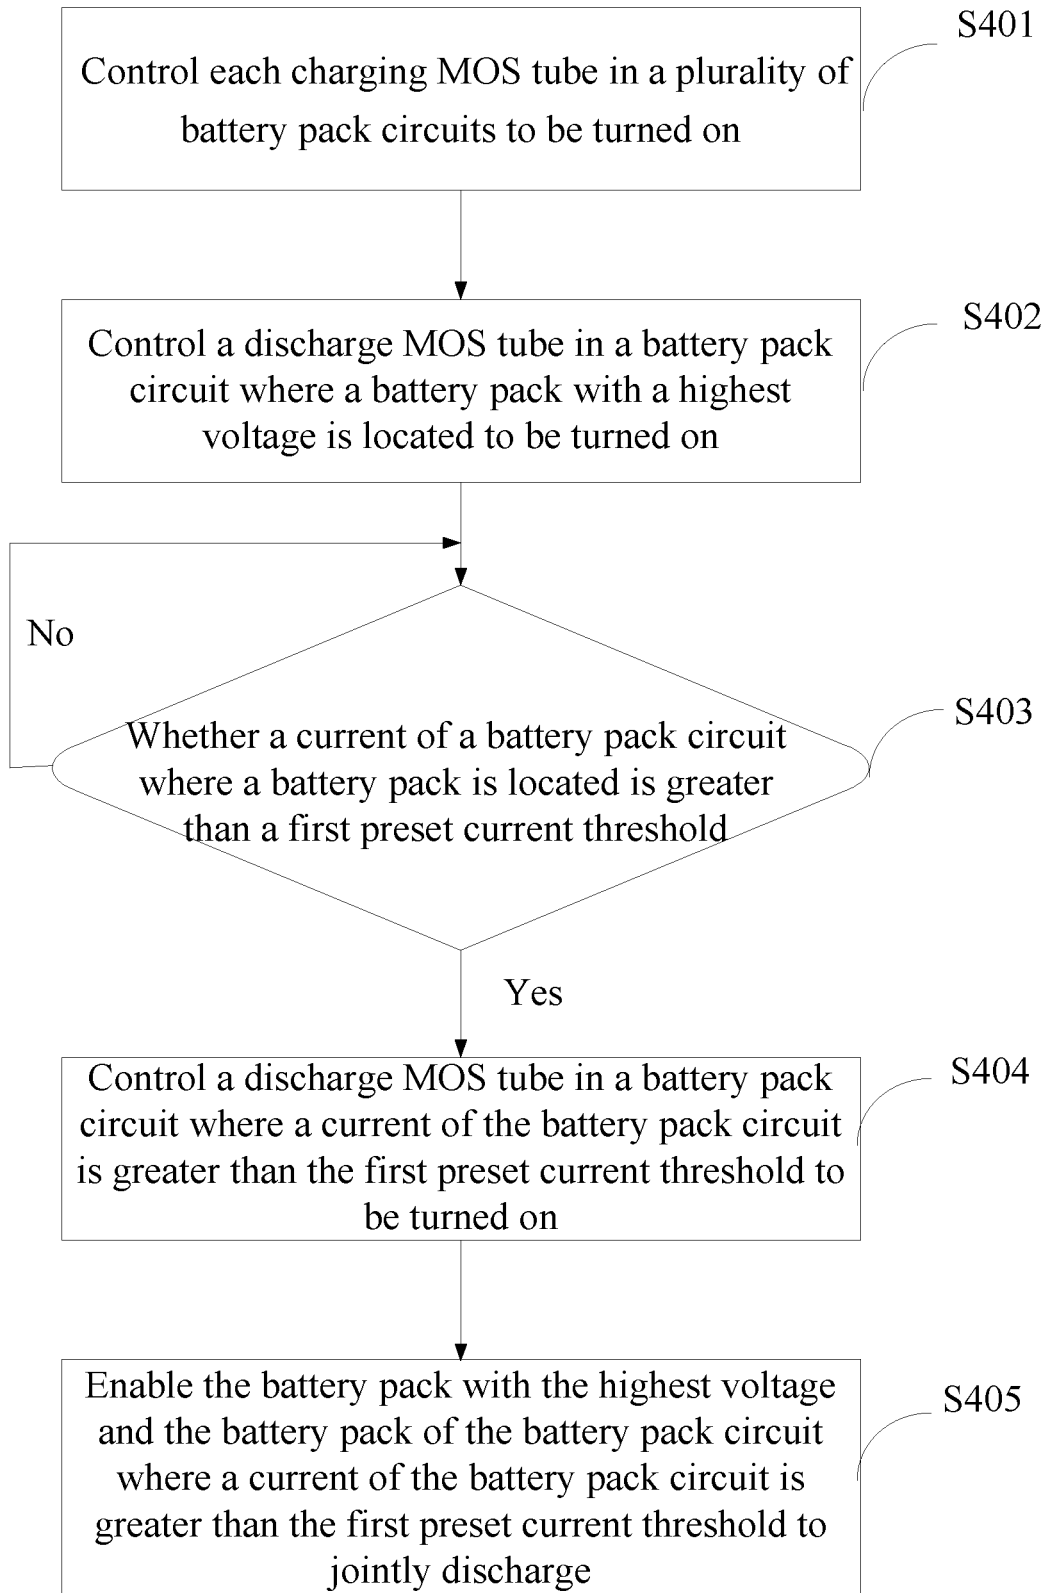 S401
Control each charging MOS tube in a plurality of
battery pack circuits to be turned on
S402
Control a discharge MOS tube in a battery pack
circuit where a battery pack with a highest
voltage is located to be turned on
No
S403
Whether a current of a battery pack circuit
where a battery pack is located is greater
than a first preset current threshold
Yes
S404
Control a discharge MOS tube in a battery pack
circuit where a current of the battery pack circuit
is greater than the first preset current threshold to
be turned on
S405
Enable the battery pack with the highest voltage
and the battery pack of the battery pack circuit
where a current of the battery pack circuit is
greater than the first preset current threshold to
jointly discharge